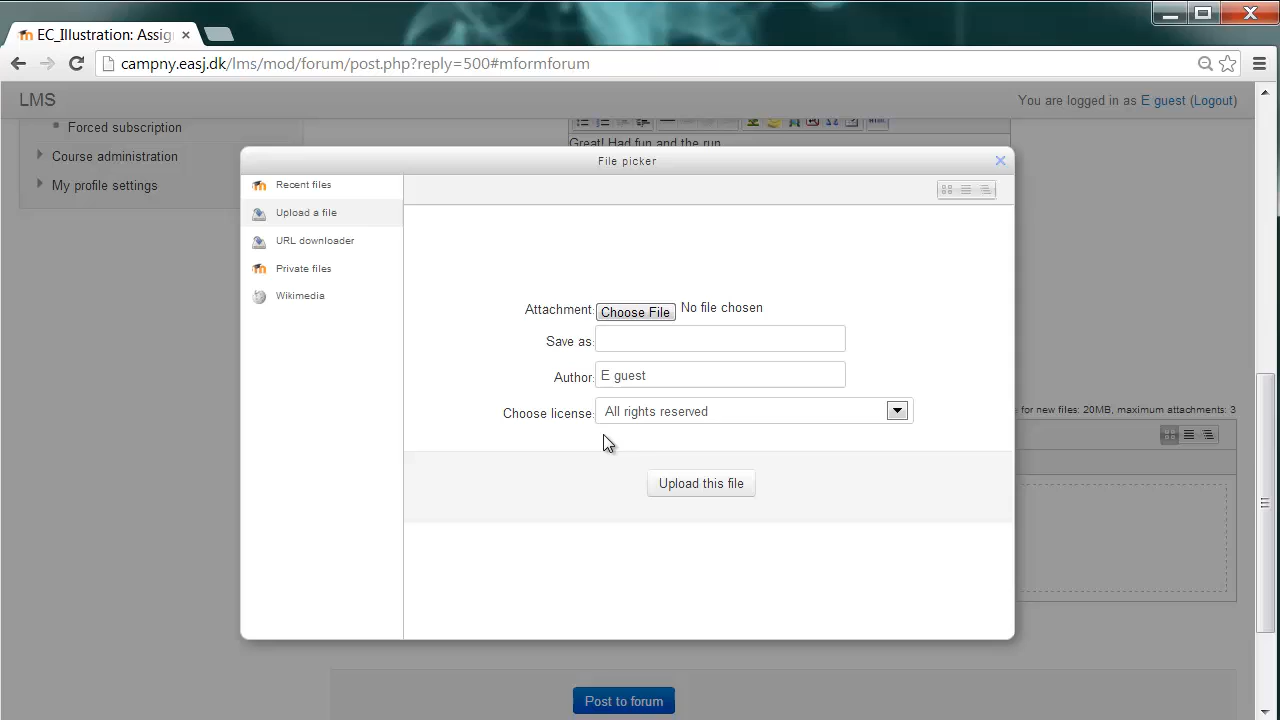 EC_Illustration: Assig
campny.easj.dk/lms/mod/forum/post.php?reply=500#mformforum
LMS
You are logged in as E guest (Logout)
Forced subscription
Course administration
My profile settings
Great! Had fun and the run
File picker
Recent files
Upload a file
URL downloader
Private files
Wikimedia
Attachment: Choose File No file chosen
Save as:
Author: E guest
Choose license: All rights reserved
for new files: 20MB, maximum attachments: 3
Upload this file
Post to forum